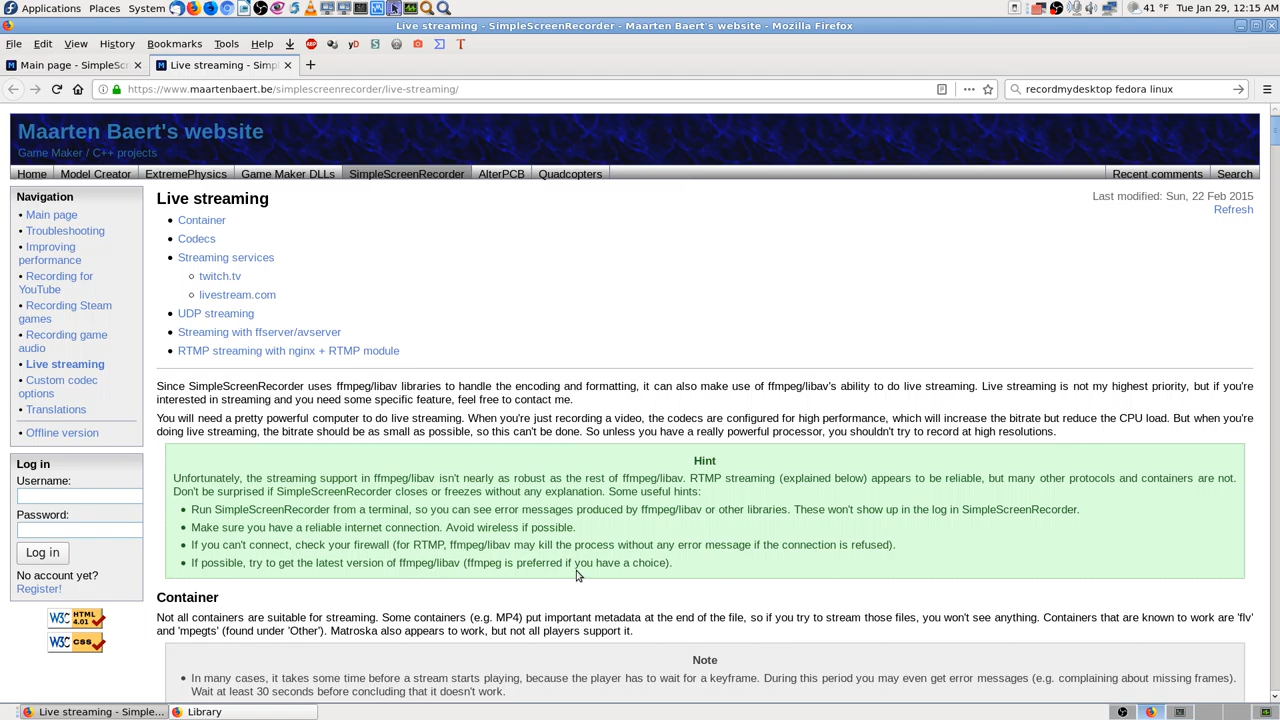 Applications Places System 41 °F Tue Jan 29, 12:15 AM
Live streaming - SimpleScreenRecorder - Maarten Baert's website - Mozilla Firefox
File Edit View History Bookmarks Tools Help
Main page - SimpleScr Live streaming - Simpl
https://www.maartenbaert.be/simplescreenrecorder/live-streaming/ recordmydesktop fedora linux
Maarten Baert's website
Game Maker / C++ projects
Home Model Creator ExtremePhysics Game Maker DLLs SimpleScreenRecorder AlterPCB Quadcopters Recent comments Search
Navigation
• Main page
• Troubleshooting
• Improving
performance
• Recording for
YouTube
• Recording Steam
games
• Recording game
audio
• Live streaming
• Custom codec
options
• Translations
• Offline version
Log in
Username:
Password:
Log in
No account yet?
Register!
W3C HTML 4.01
W3C css
Live streaming
Last modified: Sun, 22 Feb 2015
Refresh
• Container
• Codecs
• Streaming services
○ twitch.tv
○ livestream.com
• UDP streaming
• Streaming with ffserver/avserver
• RTMP streaming with nginx + RTMP module
Since SimpleScreenRecorder uses ffmpeg/libav libraries to handle the encoding and formatting, it can also make use of ffmpeg/libav's ability to do live streaming. Live streaming is not my highest priority, but if you're
interested in streaming and you need some specific feature, feel free to contact me.
You will need a pretty powerful computer to do live streaming. When you're just recording a video, the codecs are configured for high performance, which will increase the bitrate but reduce the CPU load. But when you're
doing live streaming, the bitrate should be as small as possible, so this can't be done. So unless you have a really powerful processor, you shouldn't try to record at high resolutions.
Hint
Unfortunately, the streaming support in ffmpeg/libav isn't nearly as robust as the rest of ffmpeg/libav. RTMP streaming (explained below) appears to be reliable, but many other protocols and containers are not.
Don't be surprised if SimpleScreenRecorder closes or freezes without any explanation. Some useful hints:
• Run SimpleScreenRecorder from a terminal, so you can see error messages produced by ffmpeg/libav or other libraries. These won't show up in the log in SimpleScreenRecorder.
• Make sure you have a reliable internet connection. Avoid wireless if possible.
• If you can't connect, check your firewall (for RTMP, ffmpeg/libav may kill the process without any error message if the connection is refused).
• If possible, try to get the latest version of ffmpeg/libav (ffmpeg is preferred if you have a choice).
Container
Not all containers are suitable for streaming. Some containers (e.g. MP4) put important metadata at the end of the file, so if you try to stream those files, you won't see anything. Containers that are known to work are 'flv'
and 'mpegts' (found under 'Other'). Matroska also appears to work, but not all players support it.
Note
• In many cases, it takes some time before a stream starts playing, because the player has to wait for a keyframe. During this period you may even get error messages (e.g. complaining about missing frames).
Wait at least 30 seconds before concluding that it doesn't work.
Live streaming - Simple... Library